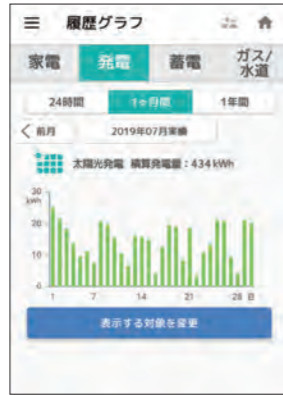 履歴グラフ
家電 発電 蓄電 ガス/
水道
24時間 1ヶ月間 1年間
前月 2019年07月実績
太陽光発電 積算発電量：434 kWh
30
kWh
20
10
0
1 7 14 21 28 日
表示する対象を変更